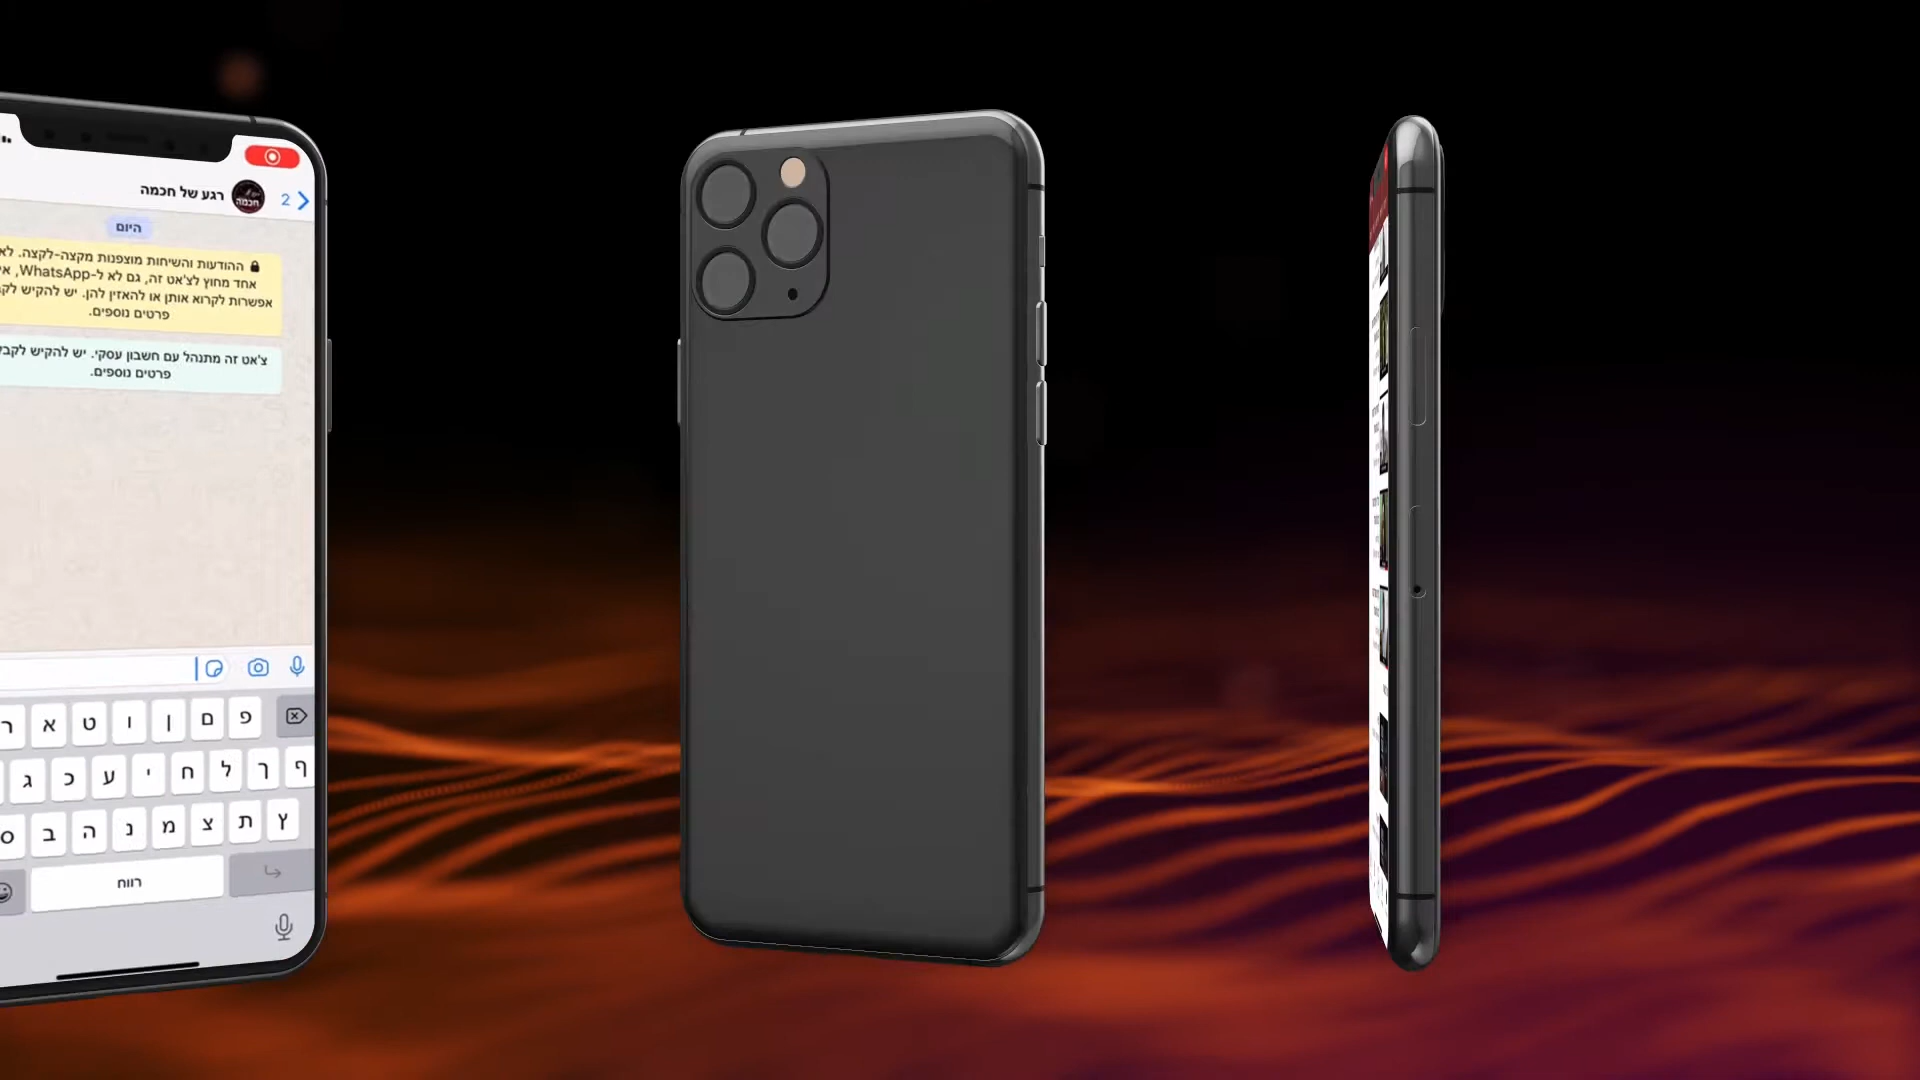 רגע של חכמה
2
חכמה
היום
ההודעות והשיחות מוצפנות מקצה-לקצה.
אחד מחוץ לצ'אט זה, גם לא ל-WhatsApp,
אפשרות לקרוא אותן או להאזין להן. יש להקיש
פרטים נוספים.
צ'אט זה מתנהל עם חשבון עסקי. יש להקיש
פרטים נוספים.
פ ם ן ו ט א ר
ף ך ל ח י ע כ ג
ץ ת צ מ נ ה ב ס
רווח